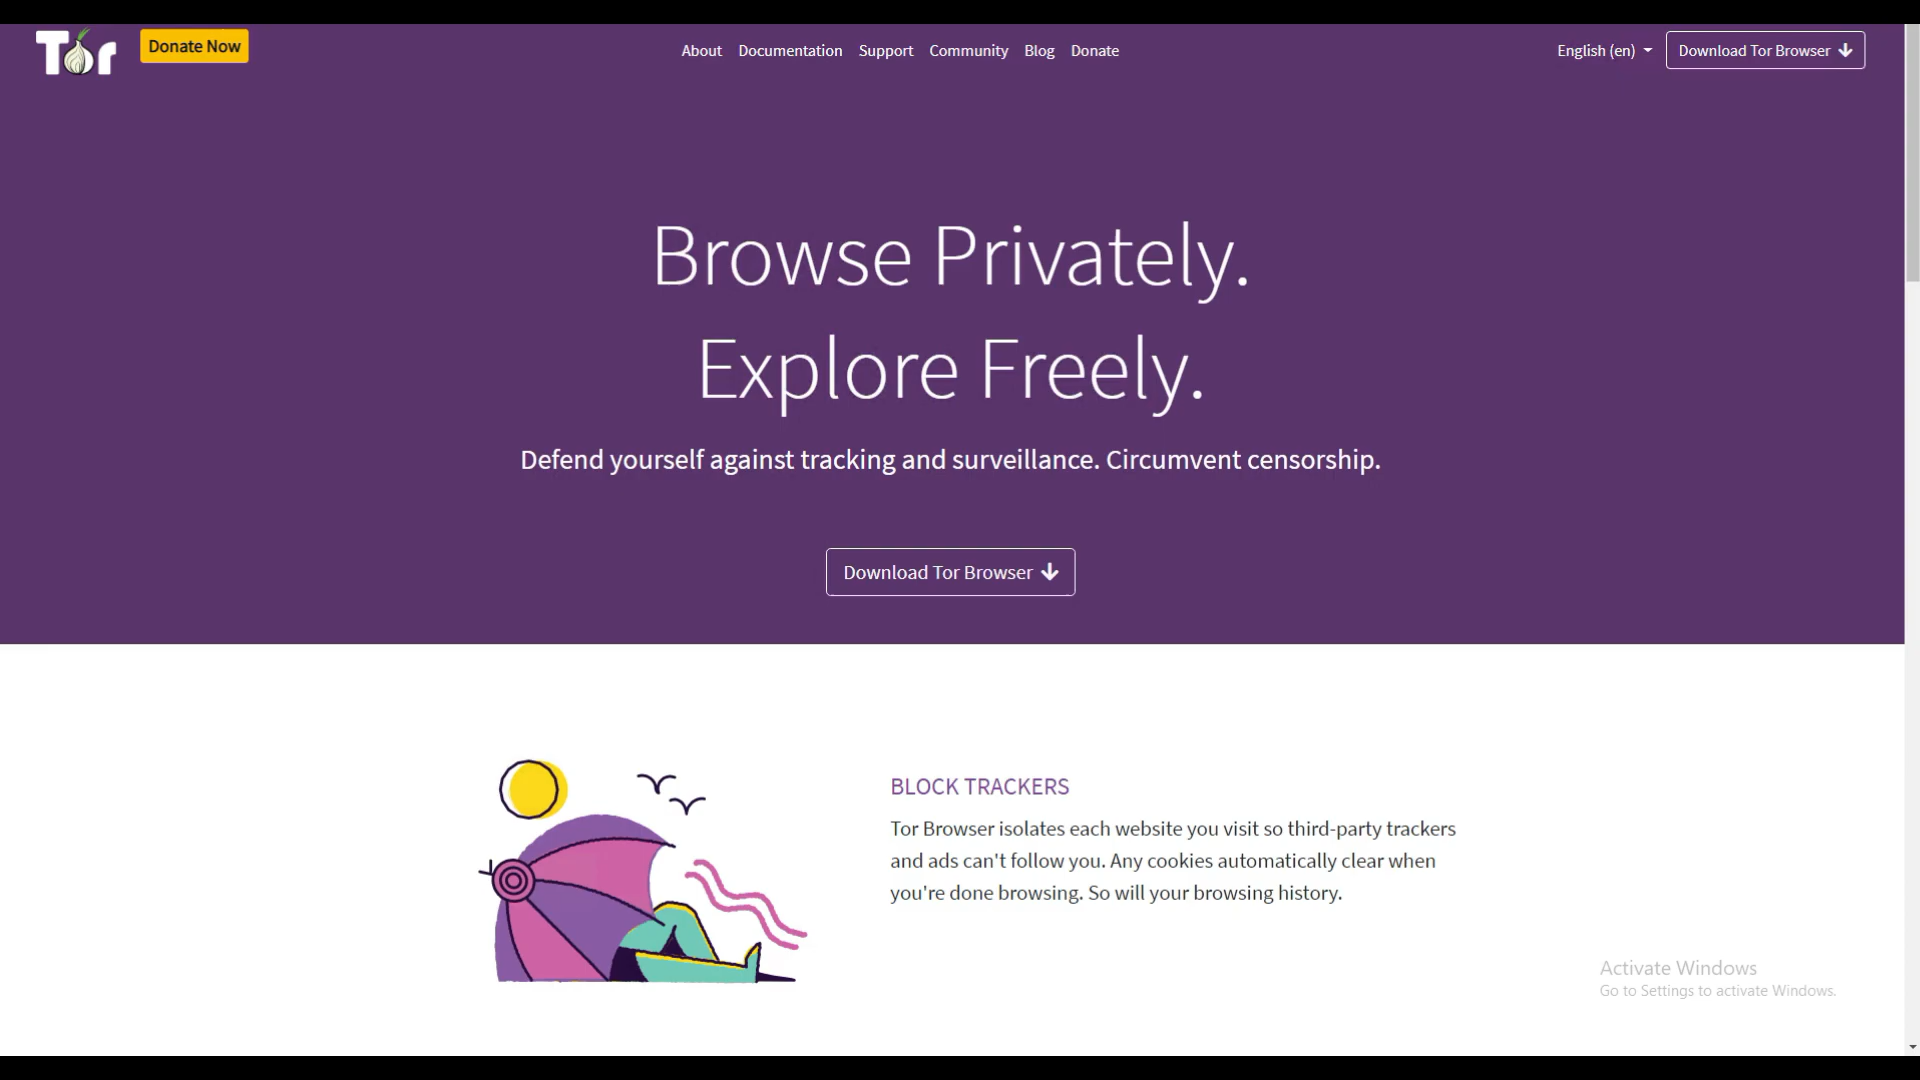 Tor
Donate Now
About Documentation Support Community Blog Donate
English (en)
Download Tor Browser
Browse Privately.
Explore Freely.
Defend yourself against tracking and surveillance. Circumvent censorship.
Download Tor Browser
BLOCK TRACKERS
Tor Browser isolates each website you visit so third-party trackers
and ads can't follow you. Any cookies automatically clear when
you're done browsing. So will your browsing history.
Activate Windows
Go to Settings to activate Windows.